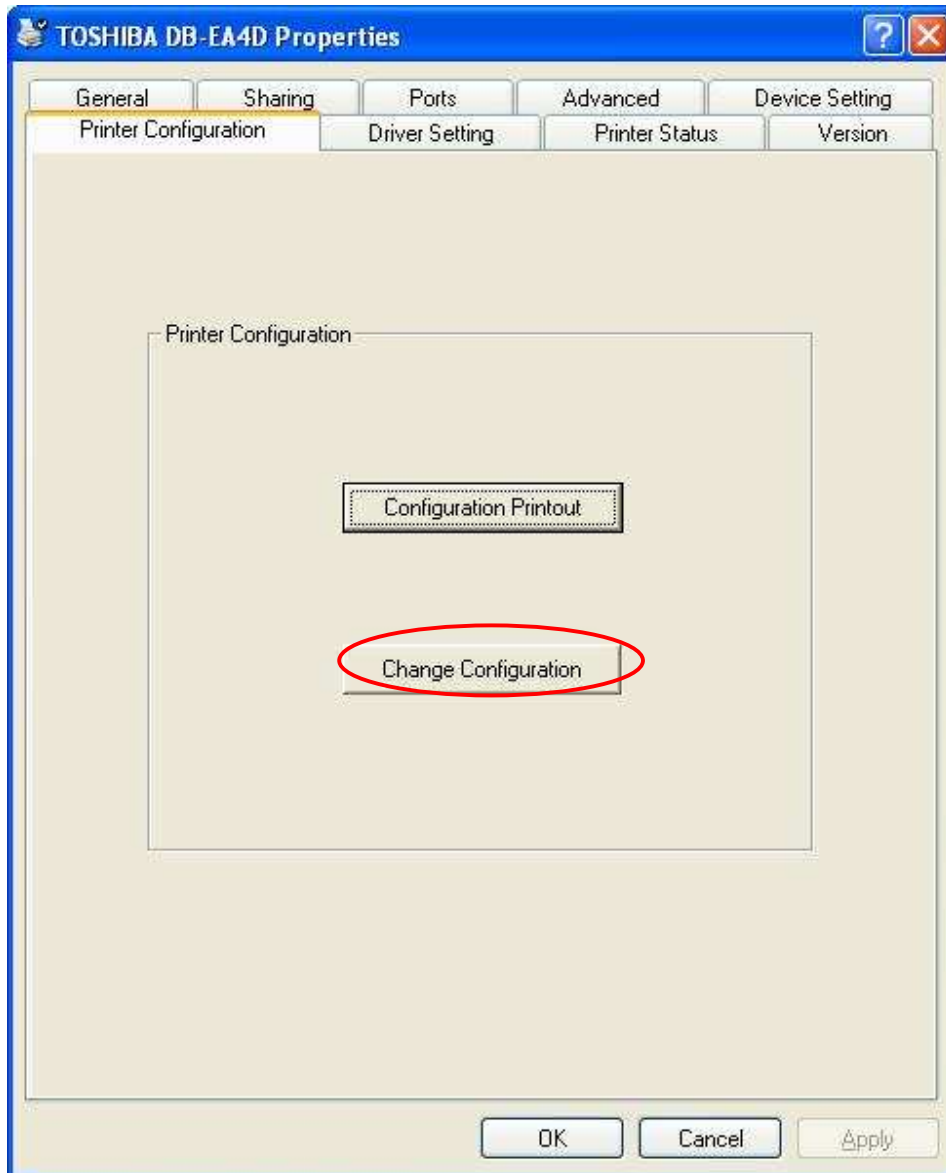 TOSHIBA DB-EA4D Properties
General Sharing Ports Advanced Device Setting
Printer Configuration Driver Setting Printer Status Version
Printer Configuration
Configuration Printout
Change Configuration
OK Cancel Apply